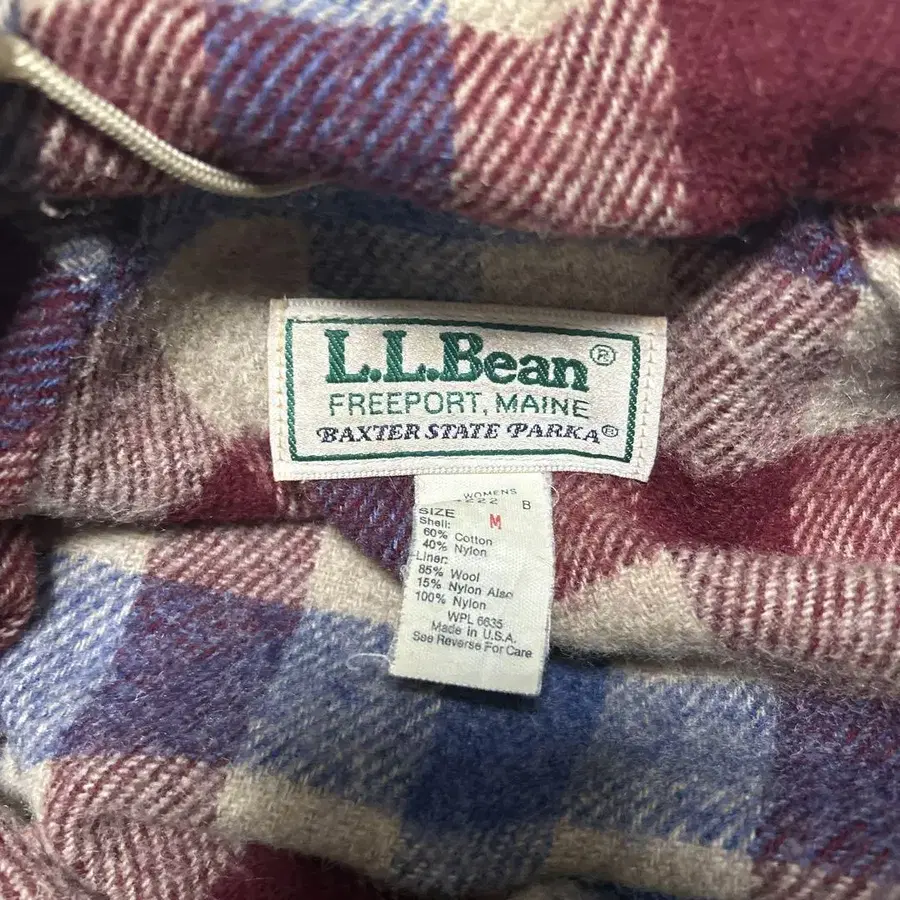 L.L.Bean®
FREEPORT, MAINE
BAXTER STATE PARKA®
WOMENS
B
SIZE M
Shell:
60% Cotton
40% Nylon
Liner:
85% Wool
15% Nylon Also
100% Nylon
WPL 6635
Made In U.S.A.
See Reverse For Care